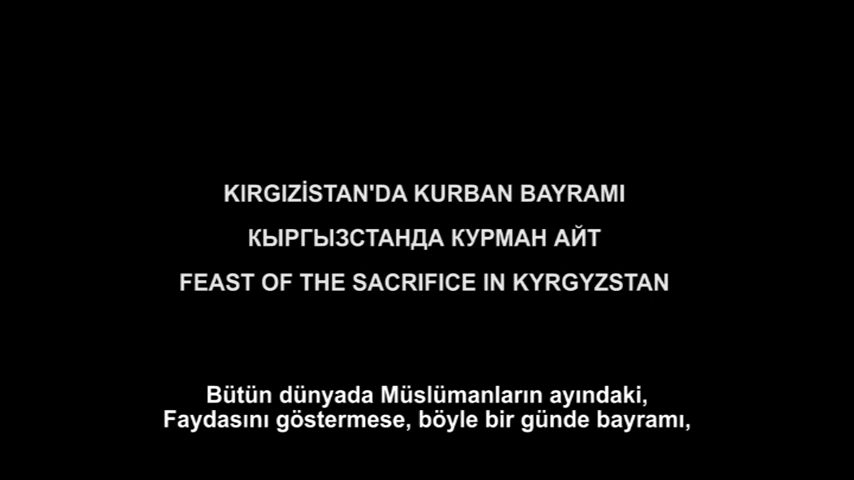 KIRGIZİSTAN'DA KURBAN BAYRAMI
КЫРГЫЗСТАНДА КУРМАН АЙТ
FEAST OF THE SACRIFICE IN KYRGYZSTAN
Bütün dünyada Müslümanların ayındaki,
Faydasını göstermese, böyle bir günde bayramı,